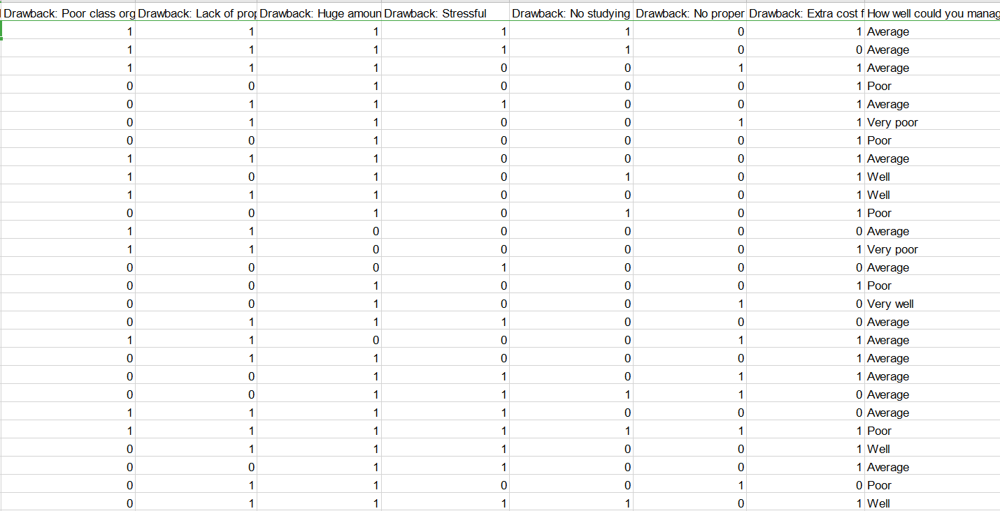 Drawback: Poor class org Drawback: Lack of prop Drawback: Huge amoun Drawback: Stressful Drawback: No studying Drawback: No proper Drawback: Extra cost f How well could you manag
1 1 1 1 1 0 1 Average
1 1 1 1 1 0 0 Average
1 1 1 0 0 1 1 Average
0 0 1 0 0 0 1 Poor
0 1 1 1 0 0 1 Average
0 1 1 0 0 1 1 Very poor
0 0 1 0 0 0 1 Poor
1 1 1 0 0 0 1 Average
1 0 1 0 1 0 1 Well
1 1 1 0 0 0 1 Well
0 0 1 0 1 0 1 Poor
1 1 0 0 0 0 0 Average
1 1 0 0 0 0 1 Very poor
0 0 0 1 0 0 0 Average
0 0 1 0 0 0 1 Poor
0 0 1 0 0 1 0 Very well
0 1 1 1 0 0 0 Average
1 1 0 0 0 1 1 Average
0 1 1 0 0 0 1 Average
0 0 1 1 0 1 1 Average
0 0 1 1 1 1 0 Average
1 1 1 1 0 0 0 Average
1 1 1 1 1 1 1 Poor
0 1 1 1 0 0 1 Well
0 0 1 1 0 0 1 Average
0 1 1 0 0 1 0 Poor
0 1 1 1 1 0 1 Well